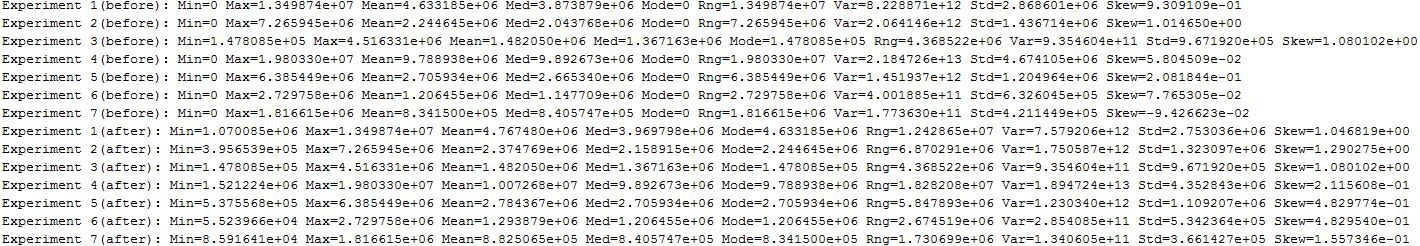 Experiment 1(before): Min=0 Max=1.349874e+07 Mean=4.633185e+06 Med=3.873879e+06 Mode=0 Rng=1.349874e+07 Var=8.228871e+12 Std=2.868601e+06 Skew=9.309109e-01
Experiment 2(before): Min=0 Max=7.265945e+06 Mean=2.244645e+06 Med=2.043768e+06 Mode=0 Rng=7.265945e+06 Var=2.064146e+12 Std=1.436714e+06 Skew=1.014650e+00
Experiment 3(before): Min=1.478085e+05 Max=4.516331e+06 Mean=1.482050e+06 Med=1.367163e+06 Mode=1.478085e+05 Rng=4.368522e+06 Var=9.354604e+11 Std=9.671920e+05 Skew=1.080102e+00
Experiment 4(before): Min=0 Max=1.980330e+07 Mean=9.788938e+06 Med=9.892673e+06 Mode=0 Rng=1.980330e+07 Var=2.184726e+13 Std=4.674105e+06 Skew=5.804509e-02
Experiment 5(before): Min=0 Max=6.385449e+06 Mean=2.705934e+06 Med=2.665340e+06 Mode=0 Rng=6.385449e+06 Var=1.451937e+12 Std=1.204964e+06 Skew=2.081844e-01
Experiment 6(before): Min=0 Max=2.729758e+06 Mean=1.206455e+06 Med=1.147709e+06 Mode=0 Rng=2.729758e+06 Var=4.001885e+11 Std=6.326045e+05 Skew=7.765305e-02
Experiment 7(before): Min=0 Max=1.816615e+06 Mean=8.341500e+05 Med=8.405747e+05 Mode=0 Rng=1.816615e+06 Var=1.773630e+11 Std=4.211449e+05 Skew=-9.426623e-02
Experiment 1(after): Min=1.070085e+06 Max=1.349874e+07 Mean=4.767480e+06 Med=3.969798e+06 Mode=4.633185e+06 Rng=1.242865e+07 Var=7.579206e+12 Std=2.753036e+06 Skew=1.046819e+00
Experiment 2(after): Min=3.956539e+05 Max=7.265945e+06 Mean=2.374769e+06 Med=2.158915e+06 Mode=2.244645e+06 Rng=6.870291e+06 Var=1.750587e+12 Std=1.323097e+06 Skew=1.290275e+00
Experiment 3(after): Min=1.478085e+05 Max=4.516331e+06 Mean=1.482050e+06 Med=1.367163e+06 Mode=1.478085e+05 Rng=4.368522e+06 Var=9.354604e+11 Std=9.671920e+05 Skew=1.080102e+00
Experiment 4(after): Min=1.521224e+06 Max=1.980330e+07 Mean=1.007268e+07 Med=9.892673e+06 Mode=9.788938e+06 Rng=1.828208e+07 Var=1.894724e+13 Std=4.352843e+06 Skew=2.115608e-01
Experiment 5(after): Min=5.375568e+05 Max=6.385449e+06 Mean=2.784367e+06 Med=2.705934e+06 Mode=2.705934e+06 Rng=5.847893e+06 Var=1.230340e+12 Std=1.109207e+06 Skew=4.829774e-01
Experiment 6(after): Min=5.523966e+04 Max=2.729758e+06 Mean=1.293879e+06 Med=1.206455e+06 Mode=1.206455e+06 Rng=2.674519e+06 Var=2.854085e+11 Std=5.342364e+05 Skew=4.829540e-01
Experiment 7(after): Min=8.591641e+04 Max=1.816615e+06 Mean=8.825065e+05 Med=8.405747e+05 Mode=8.341500e+05 Rng=1.730699e+06 Var=1.340605e+11 Std=3.661427e+05 Skew=1.557346e-01